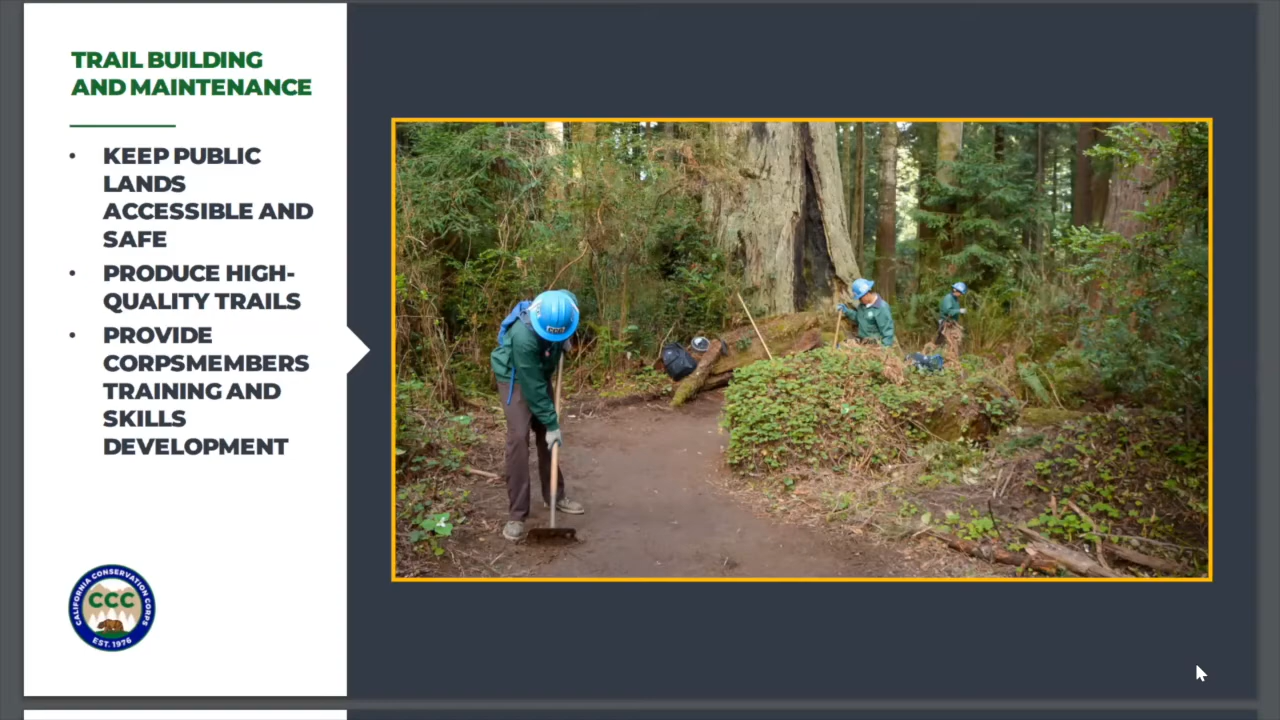 TRAIL BUILDING
AND MAINTENANCE
• KEEP PUBLIC
LANDS
ACCESSIBLE AND
SAFE
• PRODUCE HIGH-
QUALITY TRAILS
• PROVIDE
CORPSMEMBERS
TRAINING AND
SKILLS
DEVELOPMENT
CALIFORNIA CONSERVATION CORPS
CCC
EST. 1976
CCC